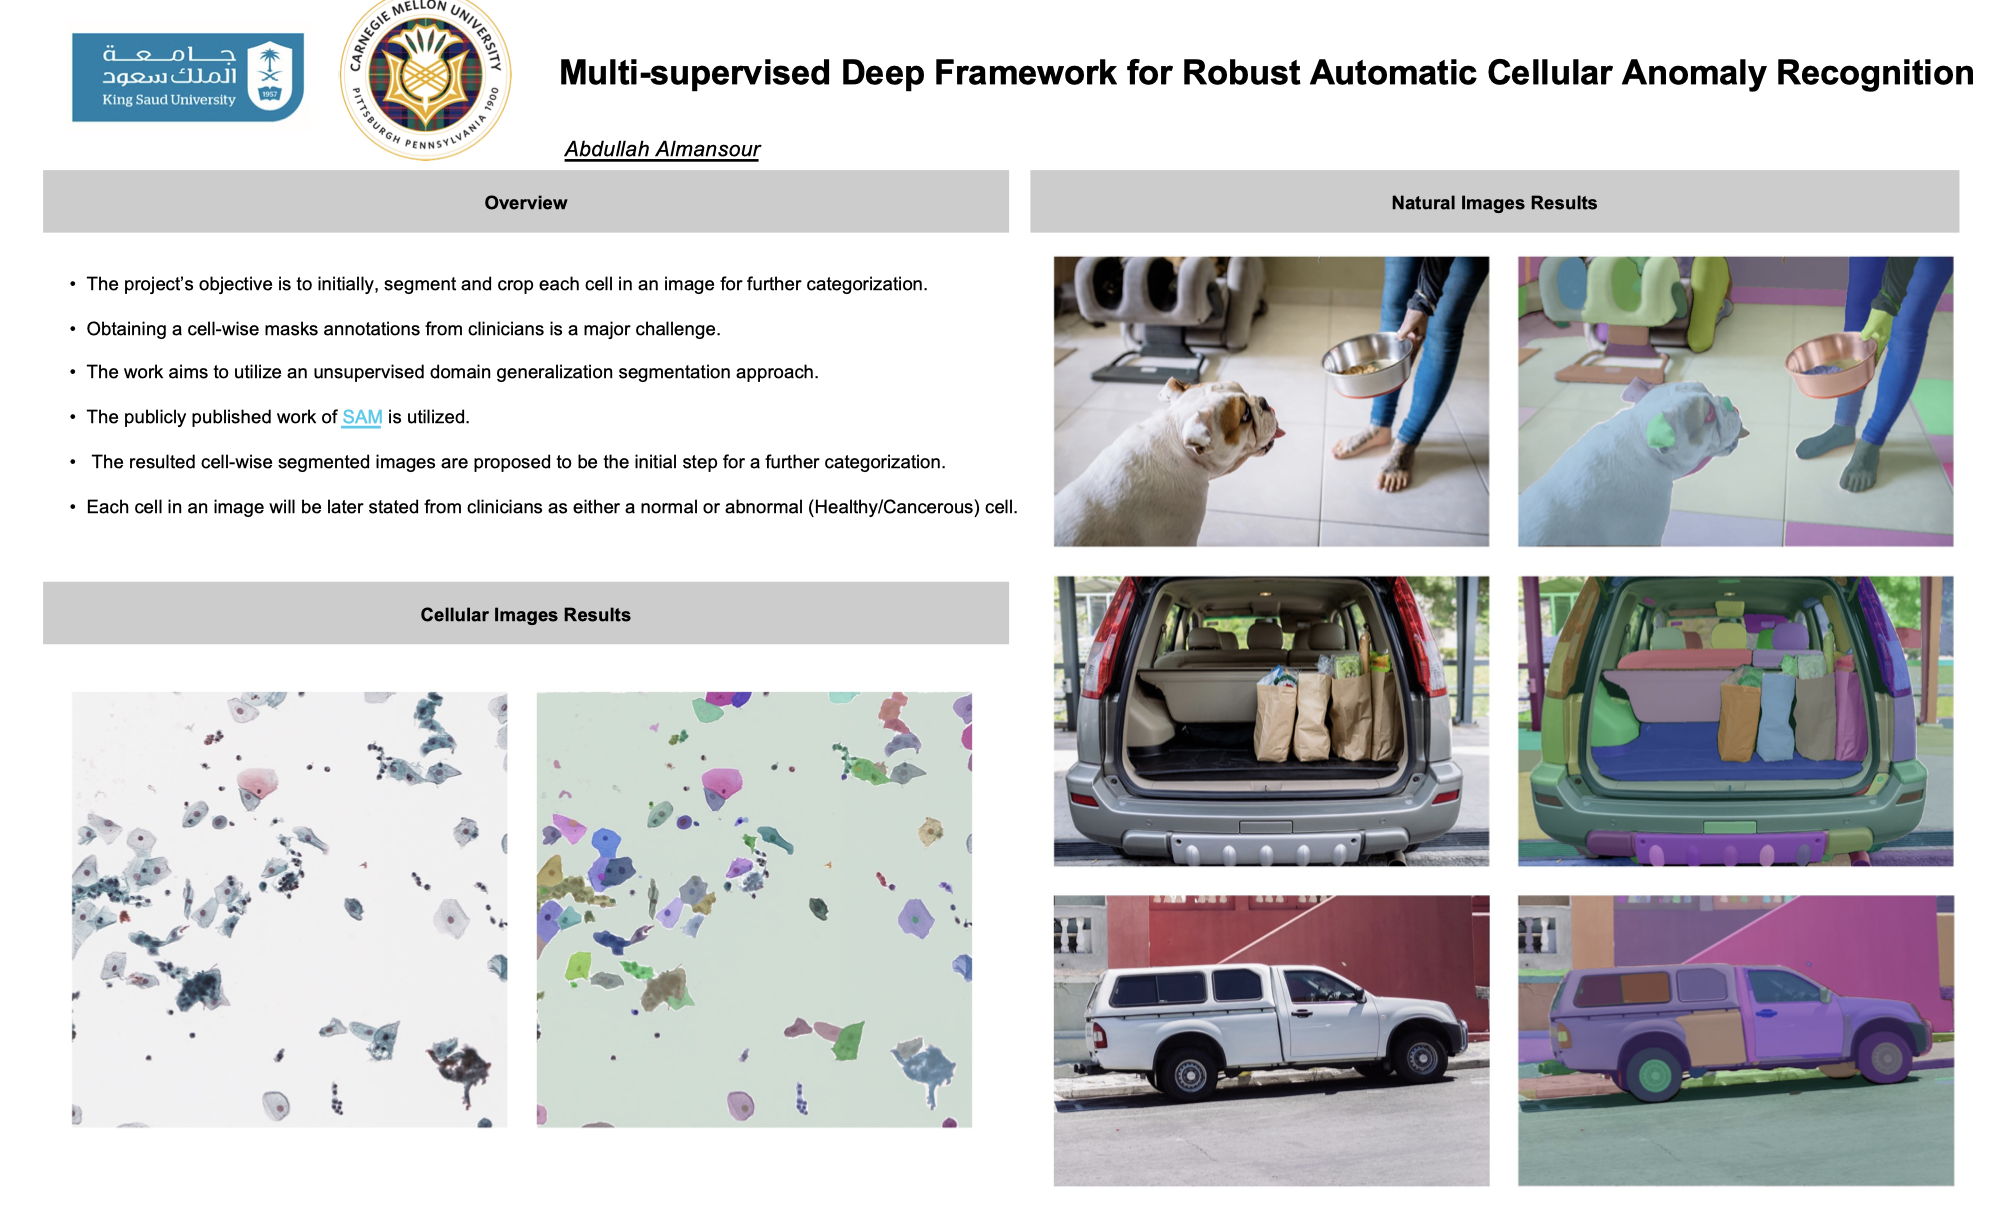 جامعة
الملك سعود
King Saud University
1957
CARNEGIE MELLON UNIVERSITY
PITTSBURGH PENNSYLVANIA 1900
Multi-supervised Deep Framework for Robust Automatic Cellular Anomaly Recognition
Abdullah Almansour
Overview
• The project's objective is to initially, segment and crop each cell in an image for further categorization.
• Obtaining a cell-wise masks annotations from clinicians is a major challenge.
• The work aims to utilize an unsupervised domain generalization segmentation approach.
• The publicly published work of SAM is utilized.
• The resulted cell-wise segmented images are proposed to be the initial step for a further categorization.
• Each cell in an image will be later stated from clinicians as either a normal or abnormal (Healthy/Cancerous) cell.
Cellular Images Results
Natural Images Results